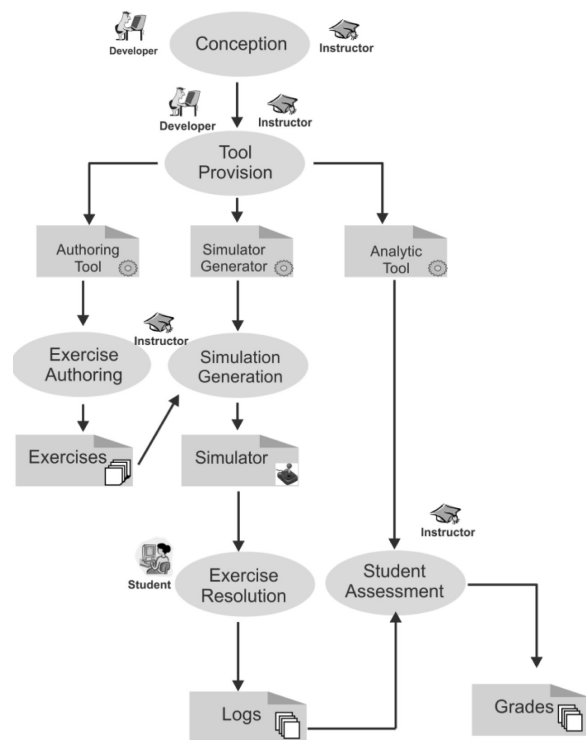 Developer
Conception
Instructor
Developer
Instructor
Tool
Provision
Authoring
Tool
Simulator
Generator
Analytic
Tool
Instructor
Exercise
Authoring
Simulation
Generation
Exercises
Simulator
Instructor
Student
Exercise
Resolution
Student
Assessment
Logs
Grades